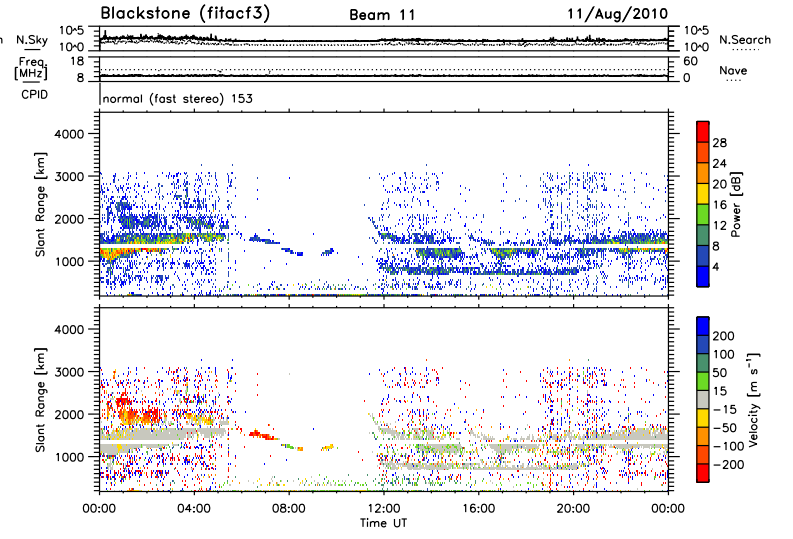 Blackstone (fitacf3) Beam 11 11/Aug/2010
N.Sky 10^5 10^0 10^5 10^0 N.Search
Freq. [MHz] 18 8 60 0 Nave
CPID normal (fast stereo) 153
Slant Range [km] 4000 3000 2000 1000
28 24 20 16 12 8 4 Power [dB]
Slant Range [km] 4000 3000 2000 1000
200 100 50 15 -15 -50 -100 -200 Velocity [m s⁻¹]
00:00 04:00 08:00 12:00 16:00 20:00 00:00
Time UT